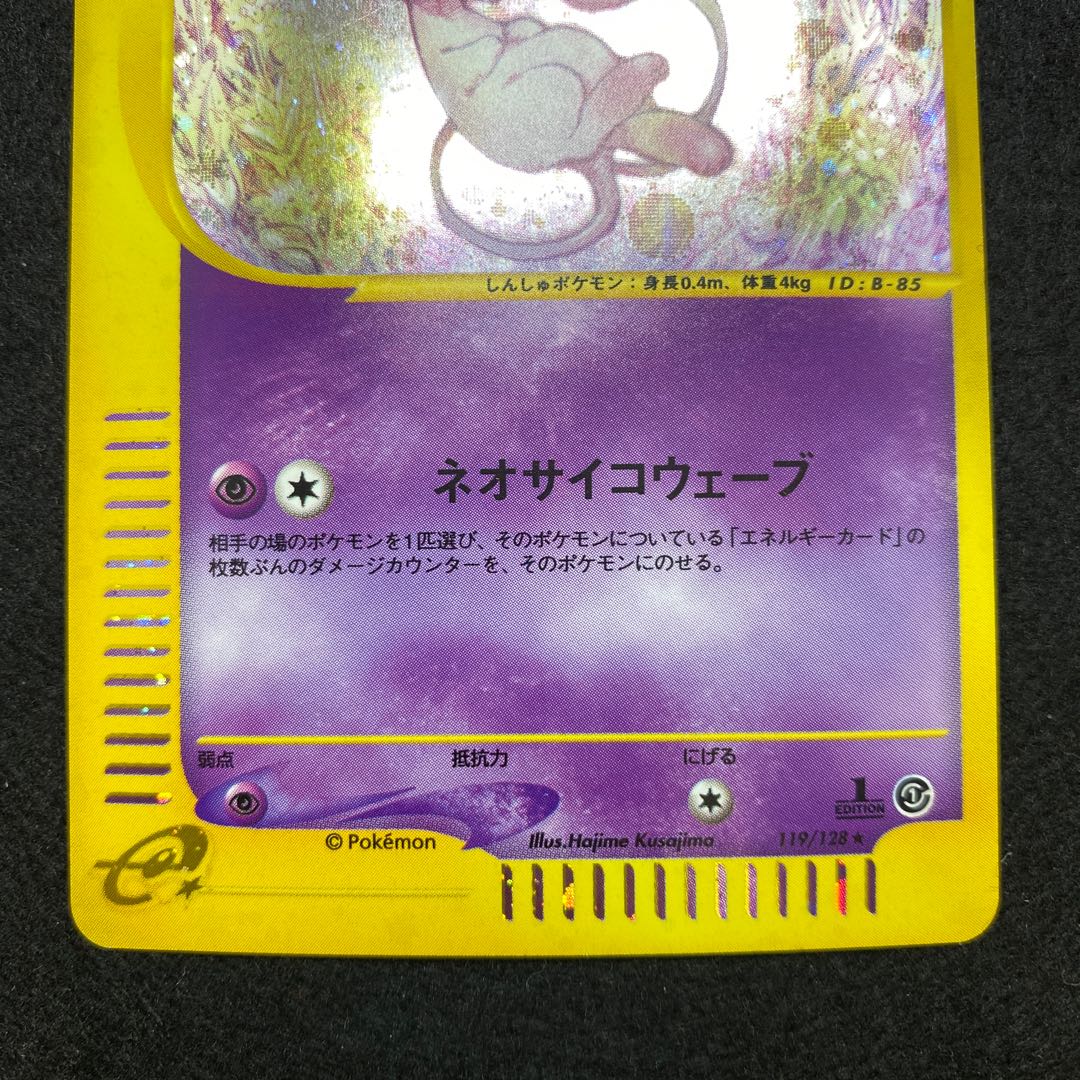 しんしゅポケモン：身長0.4m、体重4kg ID:B-85
ネオサイコウェーブ
相手の場のポケモンを1匹選び、そのポケモンについている「エネルギーカード」の
枚数ぶんのダメージカウンターを、そのポケモンにのせる。
弱点 抵抗力 にげる
1
EDITION
© Pokémon Illus.Hajime Kusajima 119/128 ★